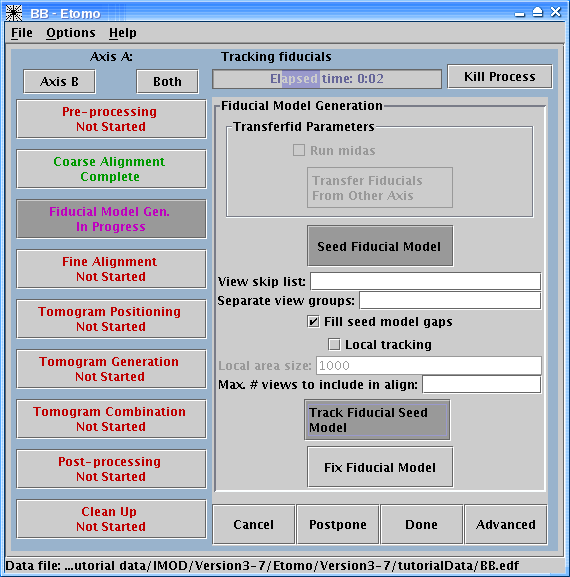 BB - Etomo
File Options Help
Axis A:
Tracking fiducials
Axis B
Both
Elapsed time: 0:02
Kill Process
Pre-processing
Not Started
Coarse Alignment
Complete
Fiducial Model Gen.
In Progress
Fine Alignment
Not Started
Tomogram Positioning
Not Started
Tomogram Generation
Not Started
Tomogram Combination
Not Started
Post-processing
Not Started
Clean Up
Not Started
Fiducial Model Generation
Transferfid Parameters
Run midas
Transfer Fiducials
From Other Axis
Seed Fiducial Model
View skip list:
Separate view groups:
Fill seed model gaps
Local tracking
Local area size: 1000
Max. # views to include in align:
Track Fiducial Seed
Model
Fix Fiducial Model
Cancel
Postpone
Done
Advanced
Data file: ...utorial data/IMOD/Version3-7/Etomo/Version3-7/tutorialData/BB.edf